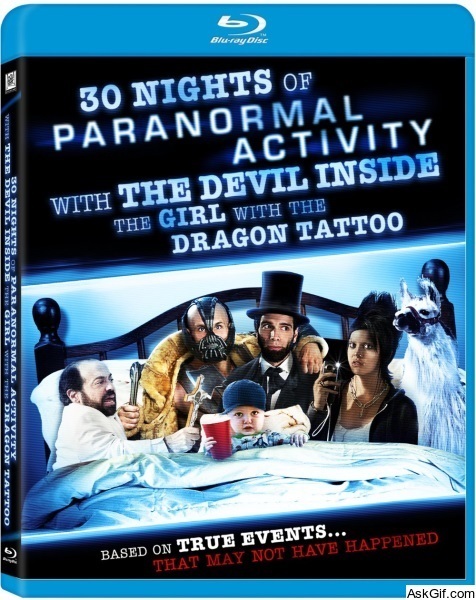 Blu-ray Disc
30 NIGHTS OF
PARANORMAL
ACTIVITY
WITH THE DEVIL INSIDE
THE GIRL WITH THE
DRAGON TATTOO
BASED ON TRUE EVENTS...
THAT MAY NOT HAVE HAPPENED
FOX
30 NIGHTS OF PARANORMAL ACTIVITY
WITH THE DEVIL INSIDE THE GIRL WITH THE DRAGON TATTOO
AskGif.com